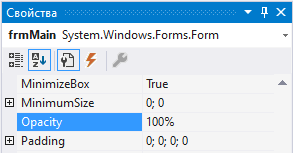 Свойства
frmMain System.Windows.Forms.Form
MinimizeBox True
MinimumSize 0; 0
Opacity 100%
Padding 0; 0; 0; 0